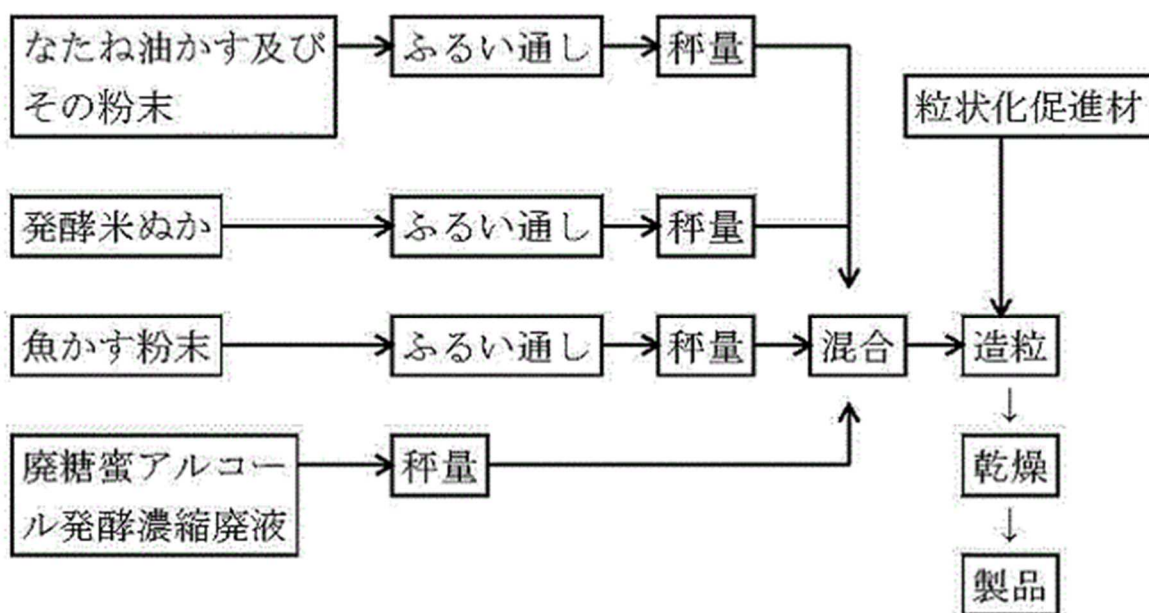 なたね油かす及び
その粉末
ふるい通し
秤量
粒状化促進材
発酵米ぬか
ふるい通し
秤量
魚かす粉末
ふるい通し
秤量
混合
造粒
廃糖蜜アルコー
ル発酵濃縮廃液
秤量
乾燥
製品